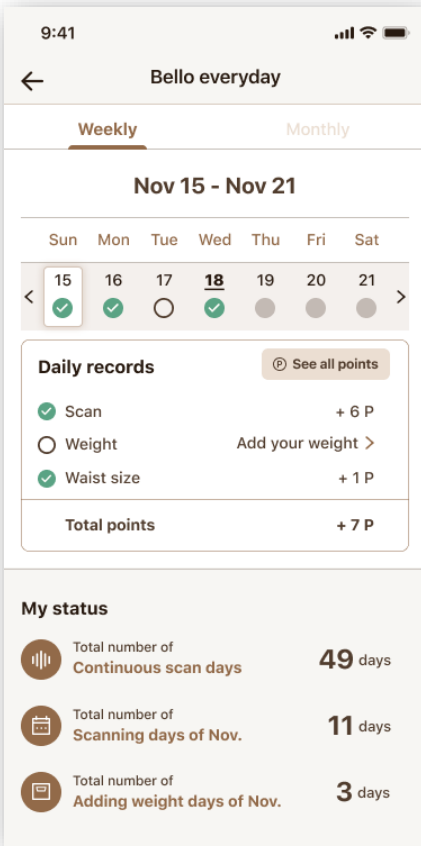 9:41
Bello everyday
Weekly Monthly
Nov 15 - Nov 21
Sun Mon Tue Wed Thu Fri Sat
15 16 17 18 19 20 21
Daily records
Ⓟ See all points
Scan + 6 P
Weight Add your weight >
Waist size + 1 P
Total points + 7 P
My status
Total number of
Continuous scan days
49 days
Total number of
Scanning days of Nov.
11 days
Total number of
Adding weight days of Nov.
3 days